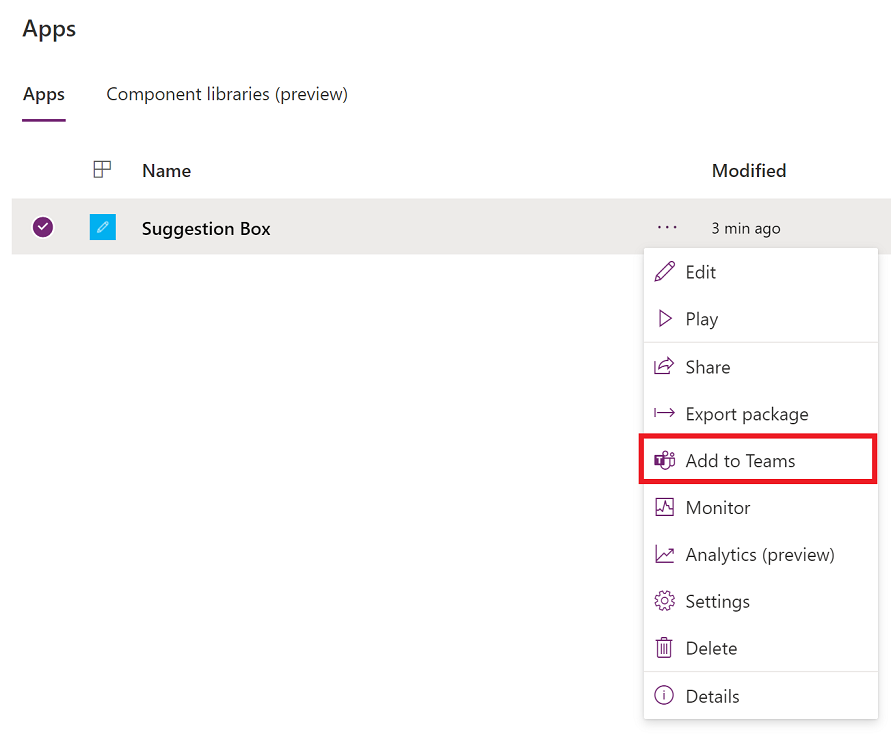 Apps
Apps Component libraries (preview)
Name Modified
Suggestion Box ... 3 min ago
Edit
Play
Share
Export package
Add to Teams
Monitor
Analytics (preview)
Settings
Delete
Details